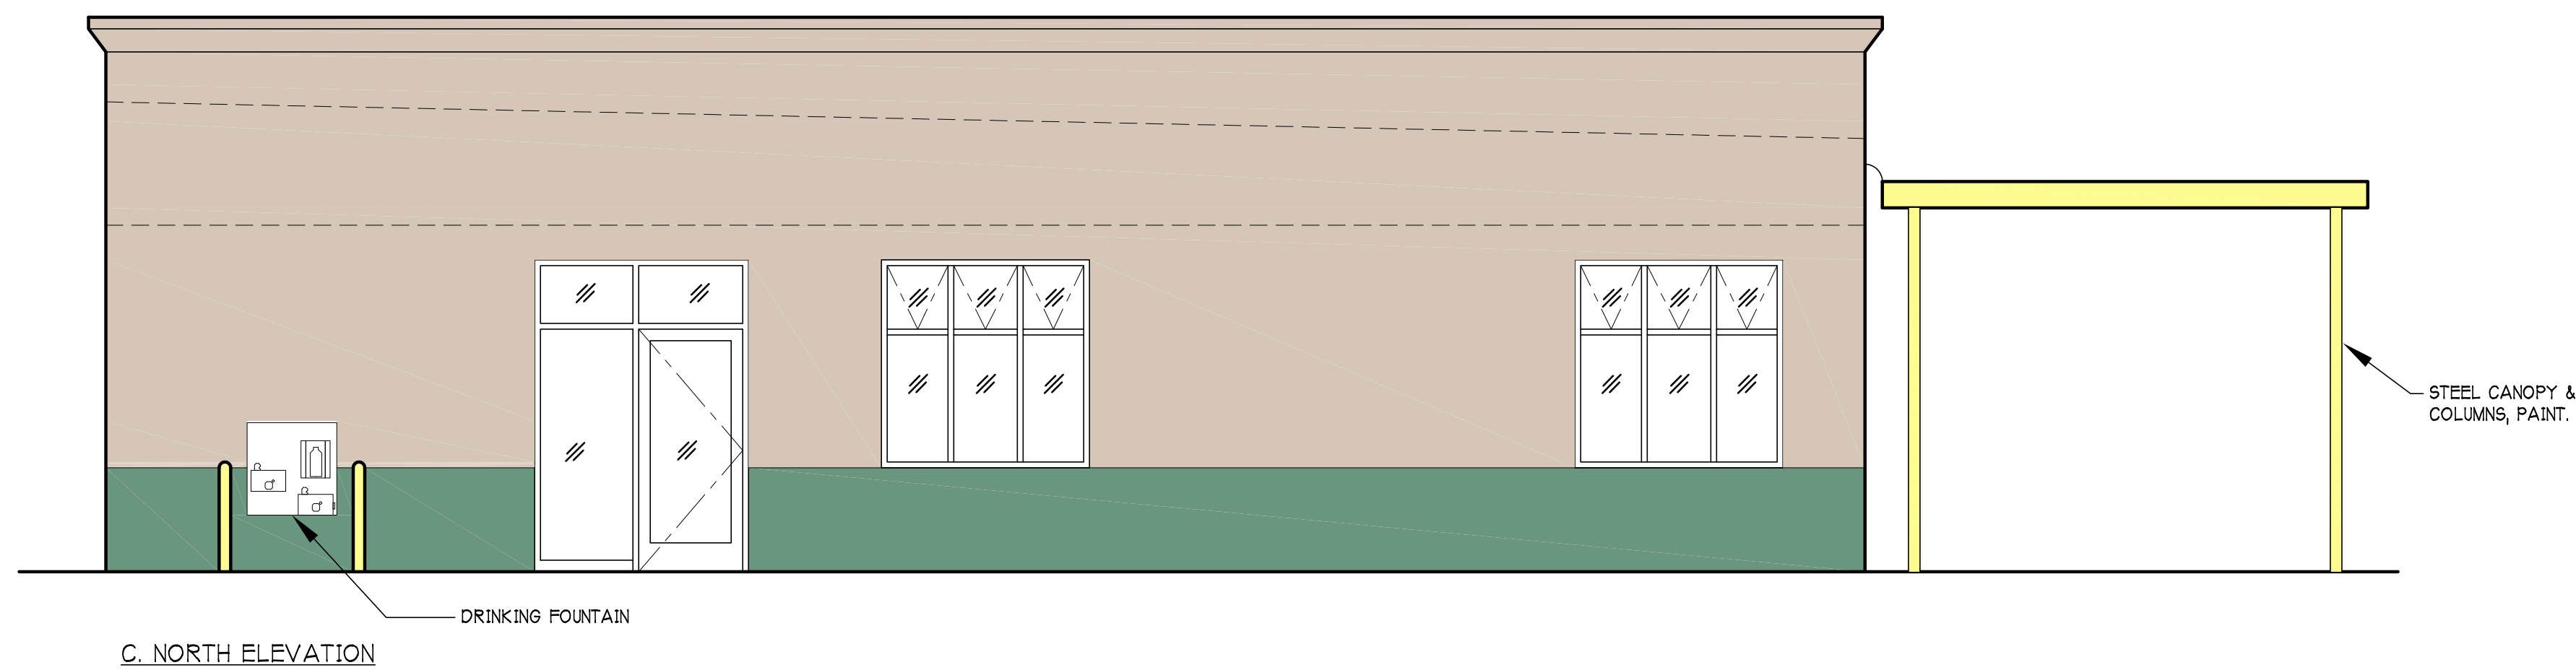 STEEL CANOPY &
COLUMNS, PAINT.
DRINKING FOUNTAIN
C. NORTH ELEVATION